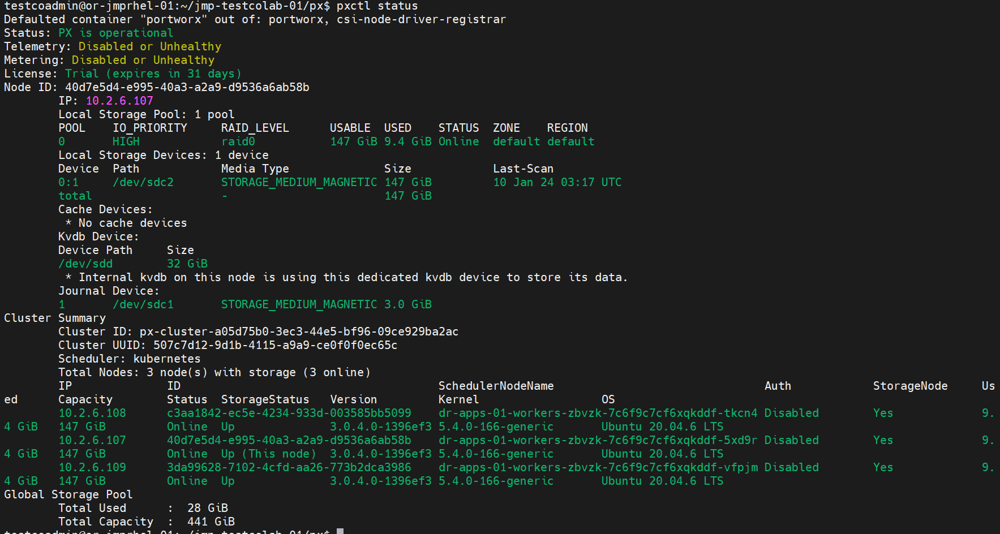 testcoadmin@or-jmprhel-01:~/jmp-testcolab-01/px$ pxctl status
Defaulted container "portworx" out of: portworx, csi-node-driver-registrar
Status: PX is operational
Telemetry: Disabled or Unhealthy
Metering: Disabled or Unhealthy
License: Trial (expires in 31 days)
Node ID: 40d7e5d4-e995-40a3-a2a9-d9536a6ab58b
        IP: 10.2.6.107
        Local Storage Pool: 1 pool
        POOL    IO_PRIORITY     RAID_LEVEL      USABLE  USED    STATUS  ZONE    REGION
        0       HIGH            raid0           147 GiB 9.4 GiB Online  default default
        Local Storage Devices: 1 device
        Device  Path            Media Type              Size            Last-Scan
        0:1     /dev/sdc2       STORAGE_MEDIUM_MAGNETIC 147 GiB         10 Jan 24 03:17 UTC
        total                   -                       147 GiB
        Cache Devices:
         * No cache devices
        Kvdb Device:
        Device Path     Size
        /dev/sdd        32 GiB
         * Internal kvdb on this node is using this dedicated kvdb device to store its data.
        Journal Device:
        1       /dev/sdc1       STORAGE_MEDIUM_MAGNETIC 3.0 GiB
Cluster Summary
        Cluster ID: px-cluster-a05d75b0-3ec3-44e5-bf96-09ce929ba2ac
        Cluster UUID: 507c7d12-9d1b-4115-a9a9-ce0f0f0ec65c
        Scheduler: kubernetes
        Total Nodes: 3 node(s) with storage (3 online)
        IP              ID                                      SchedulerNodeName                               Auth            StorageNode     Us
ed      Capacity        Status  StorageStatus   Version         Kernel                  OS
        10.2.6.108      c3aa1842-ec5e-4234-933d-003585bb5099    dr-apps-01-workers-zbvzk-7c6f9c7cf6xqkddf-tkcn4 Disabled        Yes             9.
4 GiB   147 GiB         Online  Up              3.0.4.0-1396ef3 5.4.0-166-generic       Ubuntu 20.04.6 LTS
        10.2.6.107      40d7e5d4-e995-40a3-a2a9-d9536a6ab58b    dr-apps-01-workers-zbvzk-7c6f9c7cf6xqkddf-5xd9r Disabled        Yes             9.
4 GiB   147 GiB         Online  Up (This node)  3.0.4.0-1396ef3 5.4.0-166-generic       Ubuntu 20.04.6 LTS
        10.2.6.109      3da99628-7102-4cfd-aa26-773b2dca3986    dr-apps-01-workers-zbvzk-7c6f9c7cf6xqkddf-vfpjm Disabled        Yes             9.
4 GiB   147 GiB         Online  Up              3.0.4.0-1396ef3 5.4.0-166-generic       Ubuntu 20.04.6 LTS
Global Storage Pool
        Total Used      :  28 GiB
        Total Capacity  :  441 GiB
testcoadmin@or-jmprhel-01:~/jmp-testcolab-01/px$